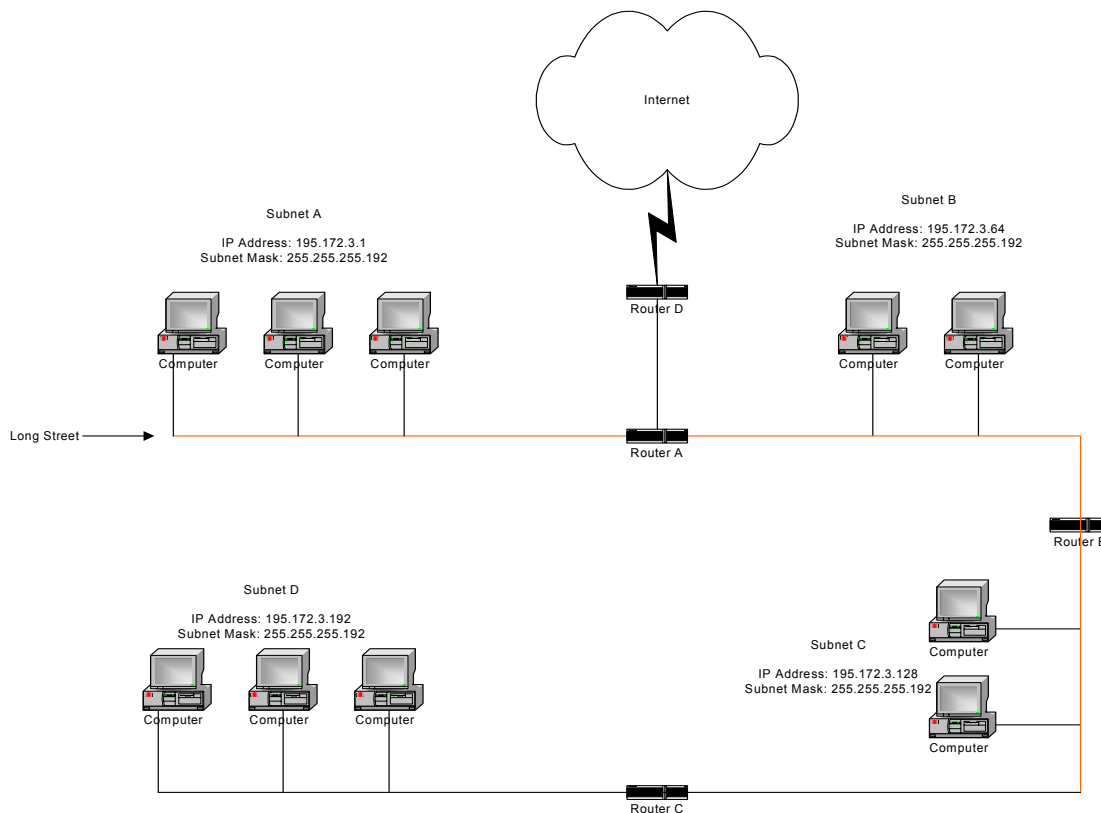 Internet
Subnet A
IP Address: 195.172.3.1
Subnet Mask: 255.255.255.192
Subnet B
IP Address: 195.172.3.64
Subnet Mask: 255.255.255.192
Router D
Computer
Computer
Computer
Computer
Computer
Long Street
Router A
Router B
Subnet D
IP Address: 195.172.3.192
Subnet Mask: 255.255.255.192
Computer
Computer
Computer
Subnet C
IP Address: 195.172.3.128
Subnet Mask: 255.255.255.192
Computer
Computer
Router C